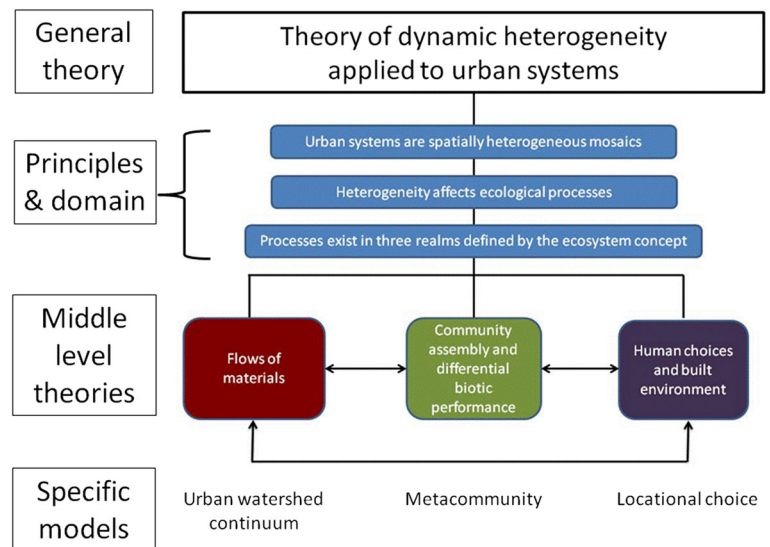 General
theory
Theory of dynamic heterogeneity
applied to urban systems
Principles
& domain
Urban systems are spatially heterogeneous mosaics
Heterogeneity affects ecological processes
Processes exist in three realms defined by the ecosystem concept
Middle
level
theories
Flows of
materials
Community
assembly and
differential
biotic
performance
Human choices
and built
environment
Specific
models
Urban watershed
continuum
Metacommunity
Locational choice